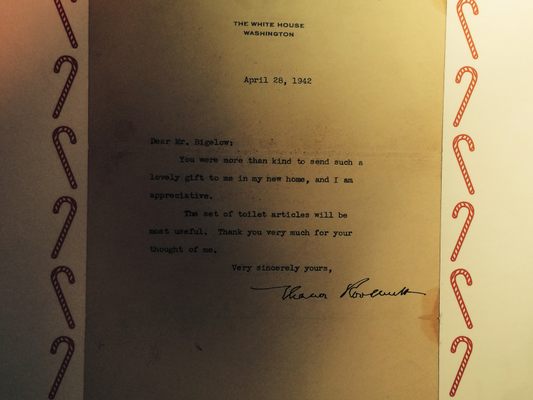 THE WHITE HOUSE
WASHINGTON
April 28, 1942
Dear Mr. Bigelow:
You were more than kind to send such a
lovely gift to me in my new home, and I am
appreciative.
The set of toilet articles will be
most useful. Thank you very much for your
thought of me.
Very sincerely yours,
Eleanor Roosevelt